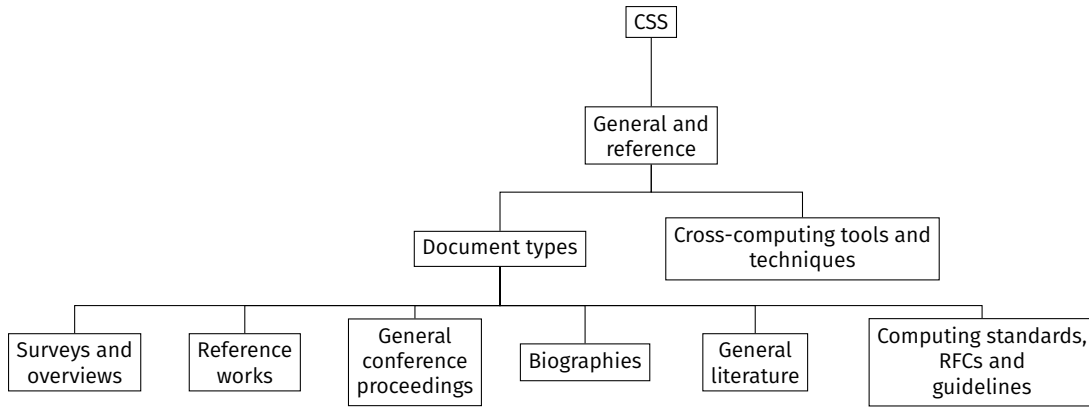 CSS
General and
reference
Document types
Cross-computing tools and
techniques
Surveys and
overviews
Reference
works
General
conference
proceedings
Biographies
General
literature
Computing standards,
RFCs and
guidelines